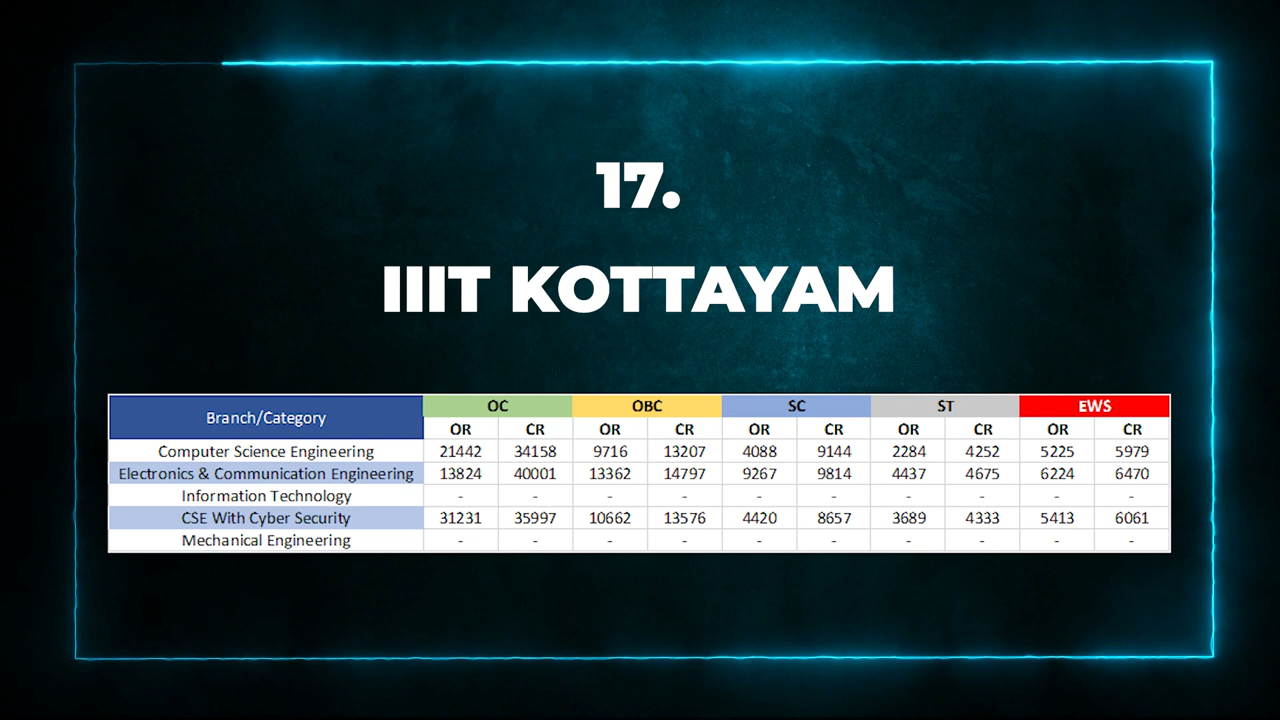 17.
IIIT KOTTAYAM
Branch/Category OC OBC SC ST EWS
OR CR OR CR OR CR OR CR OR CR
Computer Science Engineering 21442 34158 9716 13207 4088 9144 2284 4252 5225 5979
Electronics & Communication Engineering 13824 40001 13362 14797 9267 9814 4437 4675 6224 6470
Information Technology - - - - - - - - - -
CSE With Cyber Security 31231 35997 10662 13576 4420 8657 3689 4333 5413 6061
Mechanical Engineering - - - - - - - - - -